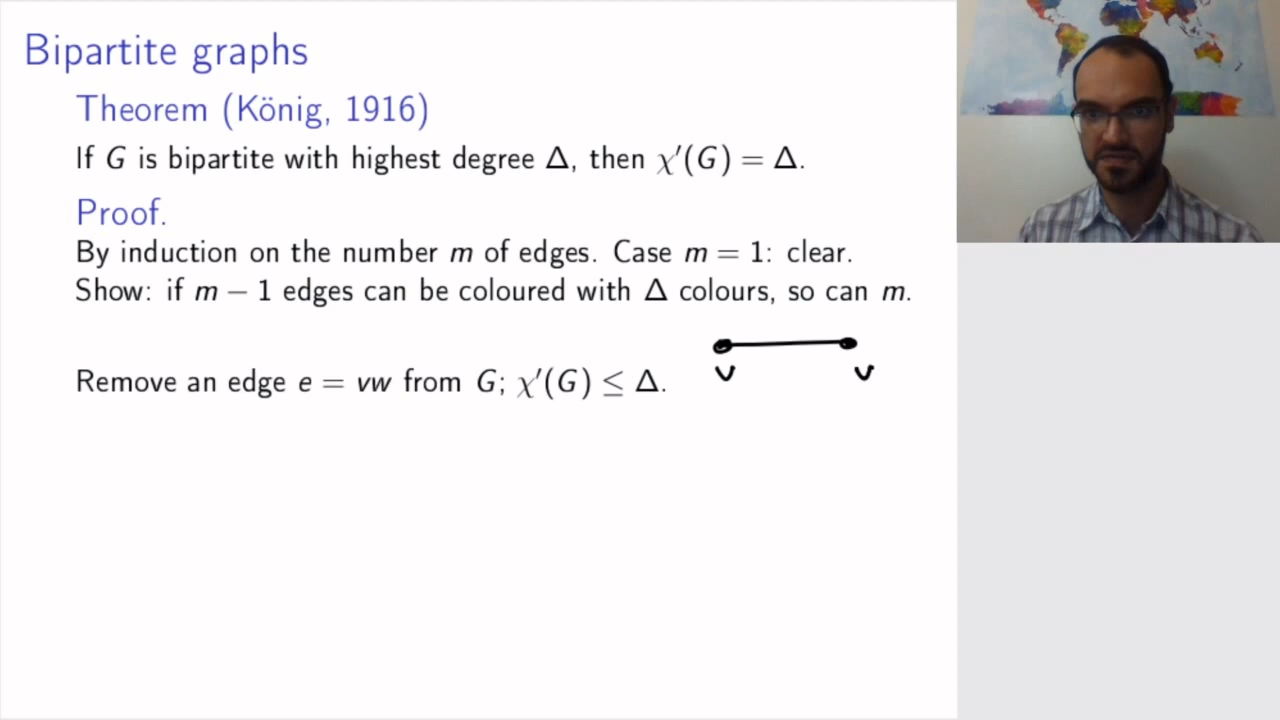 Bipartite graphs
Theorem (König, 1916)
If G is bipartite with highest degree Δ, then χ′(G) = Δ.
Proof.
By induction on the number m of edges. Case m = 1: clear.
Show: if m − 1 edges can be coloured with Δ colours, so can m.
Remove an edge e = vw from G; χ′(G) ≤ Δ.
v v